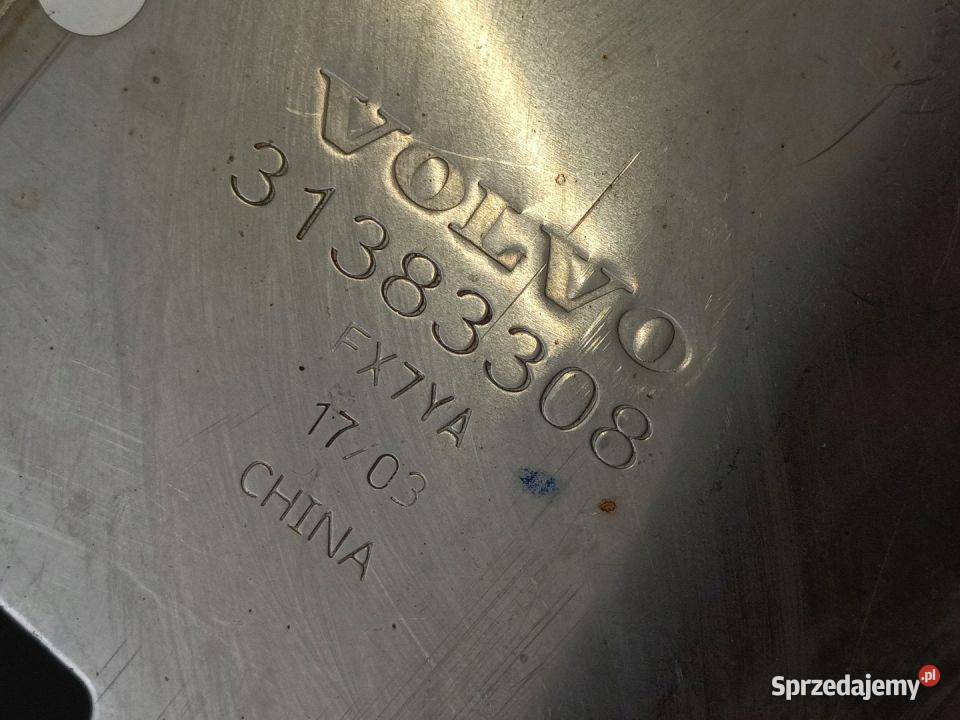 VOLVO
31383308
FX7YA
17/03
CHINA
Sprzedajemy.pl